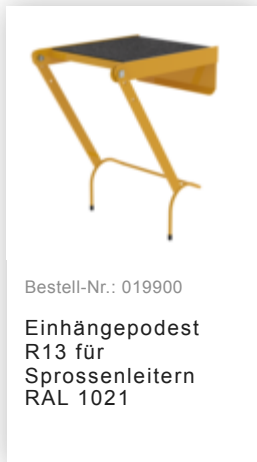 Bestell-Nr.: 019900
Einhängepodest
R13 für
Sprossenleitern
RAL 1021